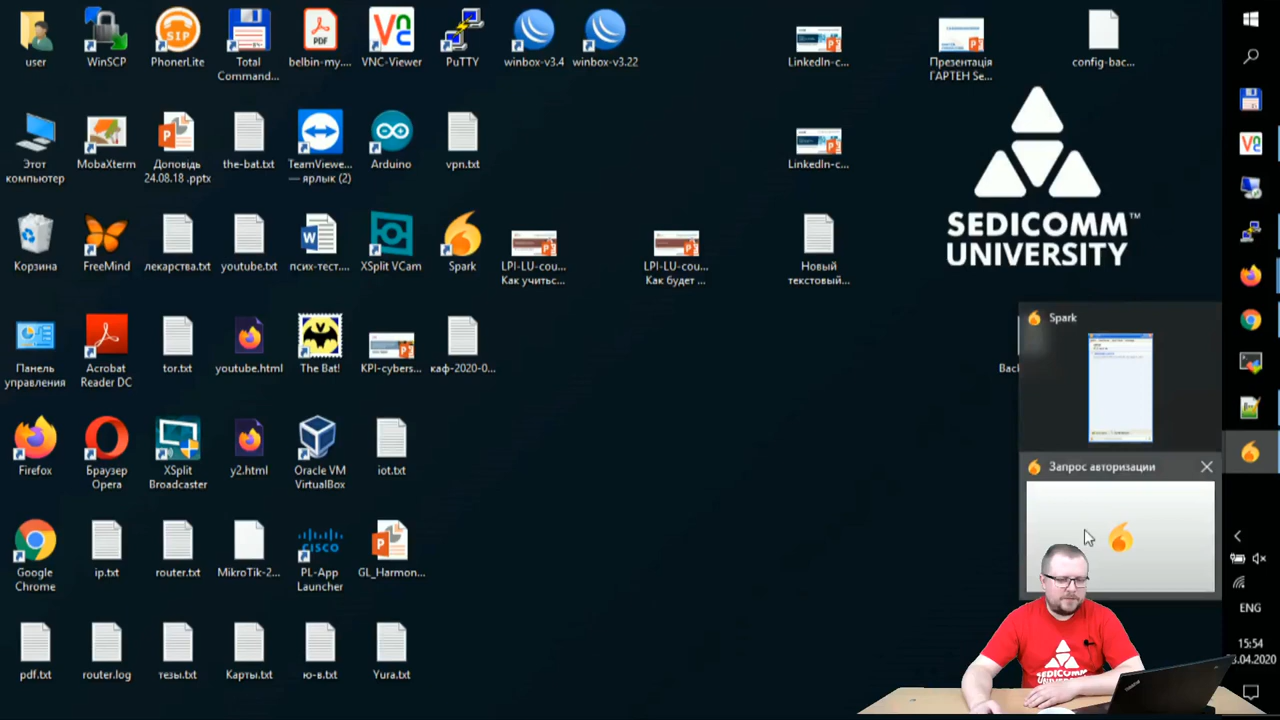 user
WinSCP
PhonerLite
Total
Command...
belbin-my....
VNC-Viewer
PuTTY
winbox-v3.4
winbox-v3.22
LinkedIn-c...
Презентація
ГАРТЕН Se...
config-bac...
Этот
компьютер
MobaXterm
Доповідь
24.08.18 .pptx
the-bat.txt
TeamViewe...
— ярлык (2)
Arduino
vpn.txt
LinkedIn-c...
SEDICOMM™
UNIVERSITY
Корзина
FreeMind
лекарства.txt
youtube.txt
псих-тест....
XSplit VCam
Spark
LPI-LU-cou...
Как учитьс...
LPI-LU-cou...
Как будет ...
Новый
текстовый...
Spark
Панель
управления
Acrobat
Reader DC
tor.txt
youtube.html
The Bat!
KPI-cybers...
каф-2020-0...
Back
Firefox
Браузер
Opera
XSplit
Broadcaster
y2.html
Oracle VM
VirtualBox
iot.txt
Запрос авторизации
Google
Chrome
ip.txt
router.txt
MikroTik-2...
PL-App
Launcher
GL_Harmon...
pdf.txt
router.log
тезы.txt
Карты.txt
ю-в.txt
Yura.txt
ENG
15:54
3.04.2020
SEDICOMM
UNIVERSITY